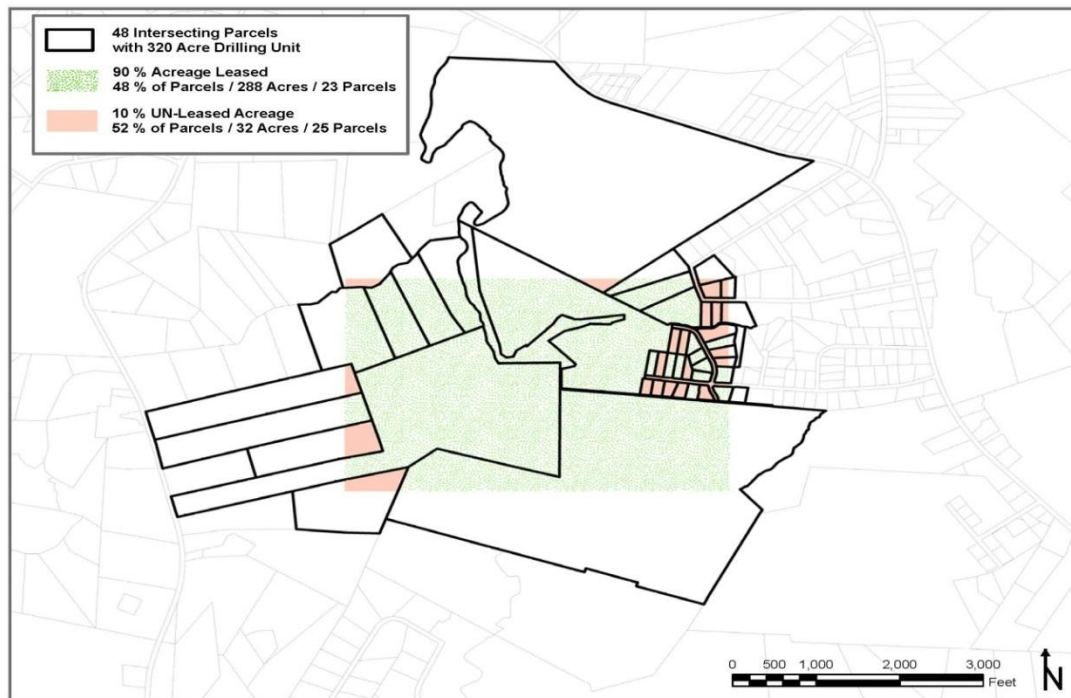 48 Intersecting Parcels
with 320 Acre Drilling Unit
90 % Acreage Leased
48 % of Parcels / 288 Acres / 23 Parcels
10 % UN-Leased Acreage
52 % of Parcels / 32 Acres / 25 Parcels
0 500 1,000 2,000 3,000
Feet
N